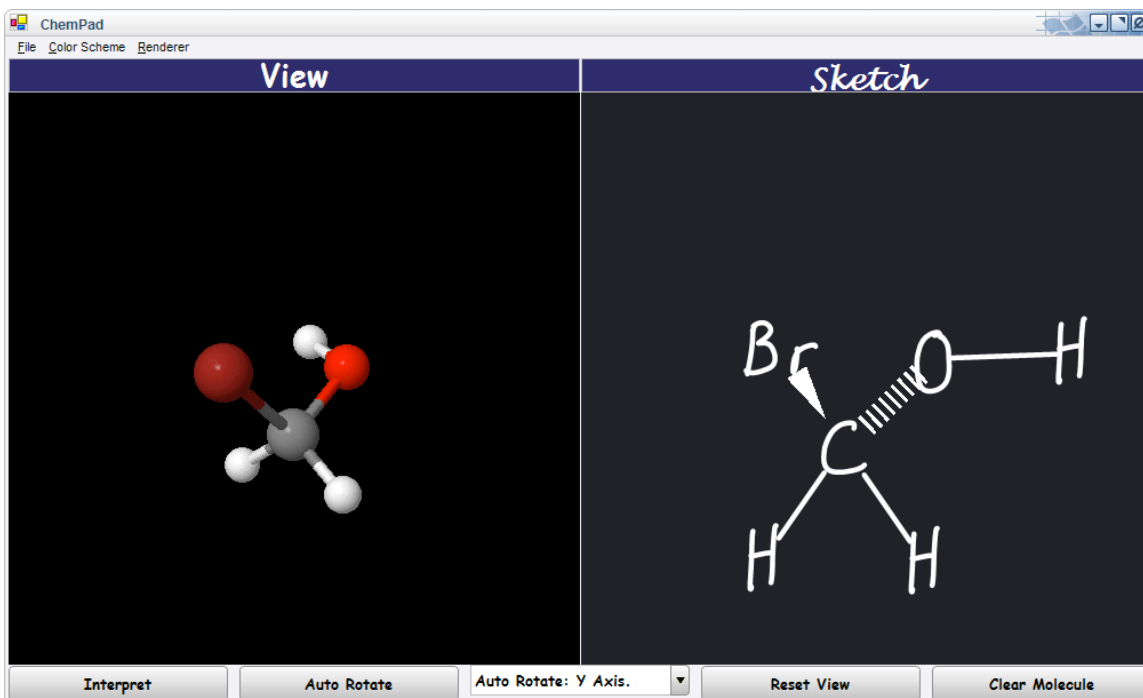 ChemPad
File Color Scheme Renderer
View
Sketch
Br
O
H
C
H
H
Interpret
Auto Rotate
Auto Rotate: Y Axis.
Reset View
Clear Molecule